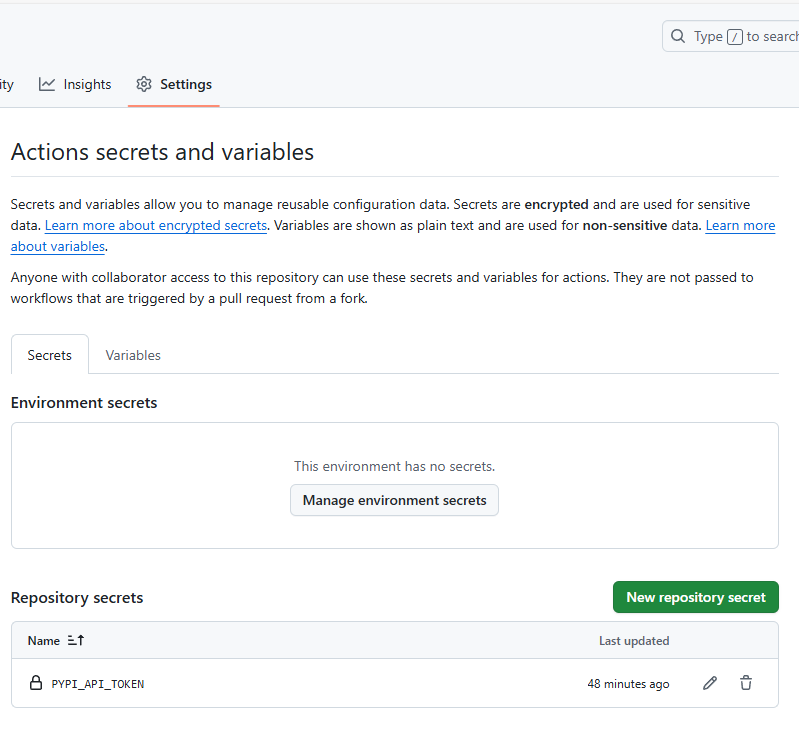 Type / to search
ity Insights Settings
Actions secrets and variables
Secrets and variables allow you to manage reusable configuration data. Secrets are encrypted and are used for sensitive
data. Learn more about encrypted secrets. Variables are shown as plain text and are used for non-sensitive data. Learn more
about variables.
Anyone with collaborator access to this repository can use these secrets and variables for actions. They are not passed to
workflows that are triggered by a pull request from a fork.
Secrets Variables
Environment secrets
This environment has no secrets.
Manage environment secrets
Repository secrets New repository secret
Name Last updated
PYPI_API_TOKEN 48 minutes ago